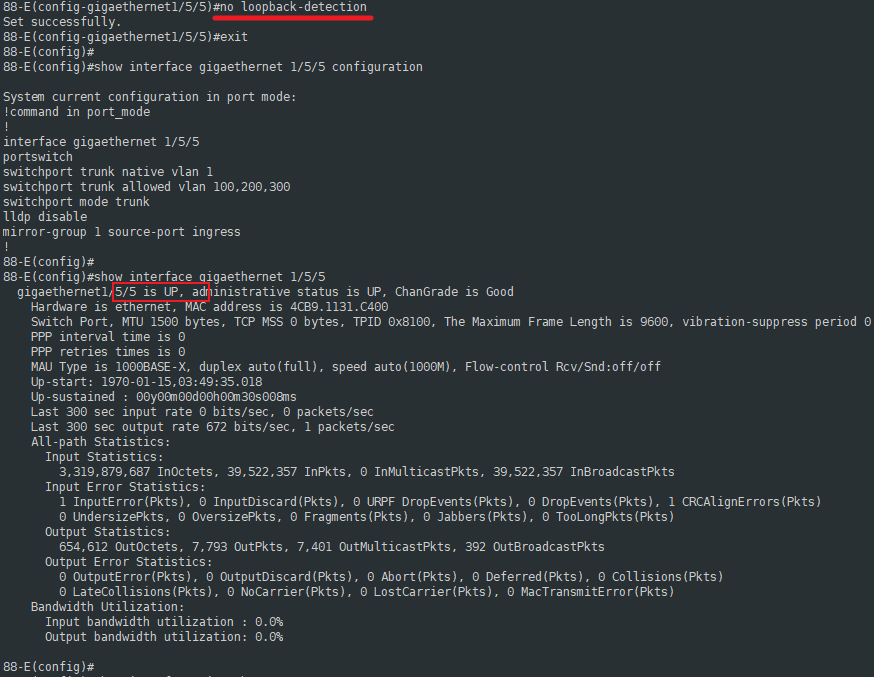 88-E(config-gigaethernet1/5/5)#no loopback-detection
Set successfully.
88-E(config-gigaethernet1/5/5)#exit
88-E(config)#
88-E(config)#show interface gigaethernet 1/5/5 configuration
System current configuration in port mode:
!command in port_mode
!
interface gigaethernet 1/5/5
portswitch
switchport trunk native vlan 1
switchport trunk allowed vlan 100,200,300
switchport mode trunk
lldp disable
mirror-group 1 source-port ingress
!
88-E(config)#
88-E(config)#show interface gigaethernet 1/5/5
gigaethernet1/5/5 is UP, administrative status is UP, ChanGrade is Good
Hardware is ethernet, MAC address is 4CB9.1131.C400
Switch Port, MTU 1500 bytes, TCP MSS 0 bytes, TPID 0x8100, The Maximum Frame Length is 9600, vibration-suppress period 0
PPP interval time is 0
PPP retries times is 0
MAU Type is 1000BASE-X, duplex auto(full), speed auto(1000M), Flow-control Rcv/Snd:off/off
Up-start: 1970-01-15,03:49:35.018
Up-sustained : 00y00m00d00h00m30s008ms
Last 300 sec input rate 0 bits/sec, 0 packets/sec
Last 300 sec output rate 672 bits/sec, 1 packets/sec
All-path Statistics:
Input Statistics:
3,319,879,687 InOctets, 39,522,357 InPkts, 0 InMulticastPkts, 39,522,357 InBroadcastPkts
Input Error Statistics:
1 InputError(Pkts), 0 InputDiscard(Pkts), 0 URPF DropEvents(Pkts), 0 DropEvents(Pkts), 1 CRCAlignErrors(Pkts)
0 UndersizePkts, 0 OversizePkts, 0 Fragments(Pkts), 0 Jabbers(Pkts), 0 TooLongPkts(Pkts)
Output Statistics:
654,612 OutOctets, 7,793 OutPkts, 7,401 OutMulticastPkts, 392 OutBroadcastPkts
Output Error Statistics:
0 OutputError(Pkts), 0 OutputDiscard(Pkts), 0 Abort(Pkts), 0 Deferred(Pkts), 0 Collisions(Pkts)
0 LateCollisions(Pkts), 0 NoCarrier(Pkts), 0 LostCarrier(Pkts), 0 MacTransmitError(Pkts)
Bandwidth Utilization:
Input bandwidth utilization : 0.0%
Output bandwidth utilization: 0.0%
88-E(config)#